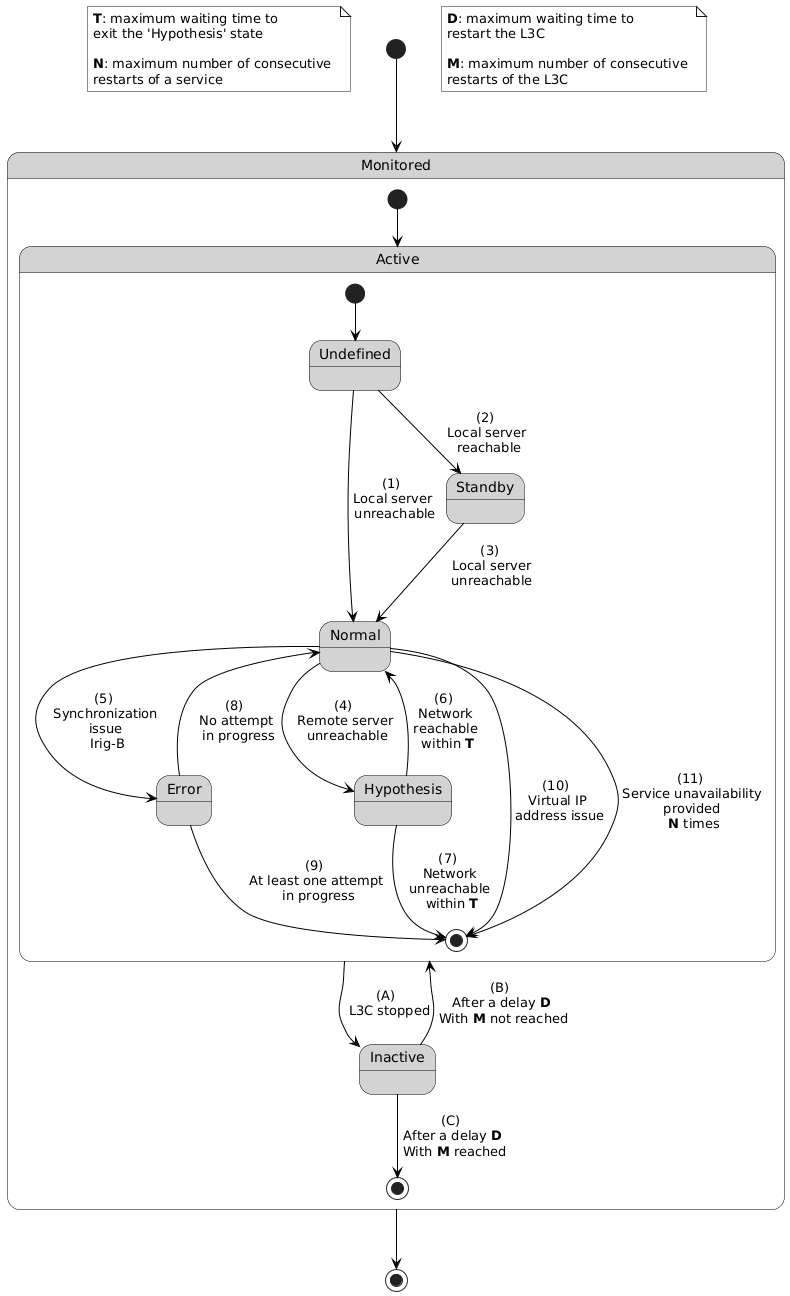 T: maximum waiting time to
exit the 'Hypothesis' state
N: maximum number of consecutive
restarts of a service
D: maximum waiting time to
restart the L3C
M: maximum number of consecutive
restarts of the L3C
Monitored
Active
Undefined
(2)
Local server
reachable
(1)
Local server
unreachable
Standby
(3)
Local server
unreachable
Normal
(5)
Synchronization
issue
Irig-B
(8)
No attempt
in progress
(4)
Remote server
unreachable
(6)
Network
reachable
within T
(10)
Virtual IP
address issue
(11)
Service unavailability
provided
N times
Error
Hypothesis
(9)
At least one attempt
in progress
(7)
Network
unreachable
within T
(A)
L3C stopped
(B)
After a delay D
With M not reached
Inactive
(C)
After a delay D
With M reached